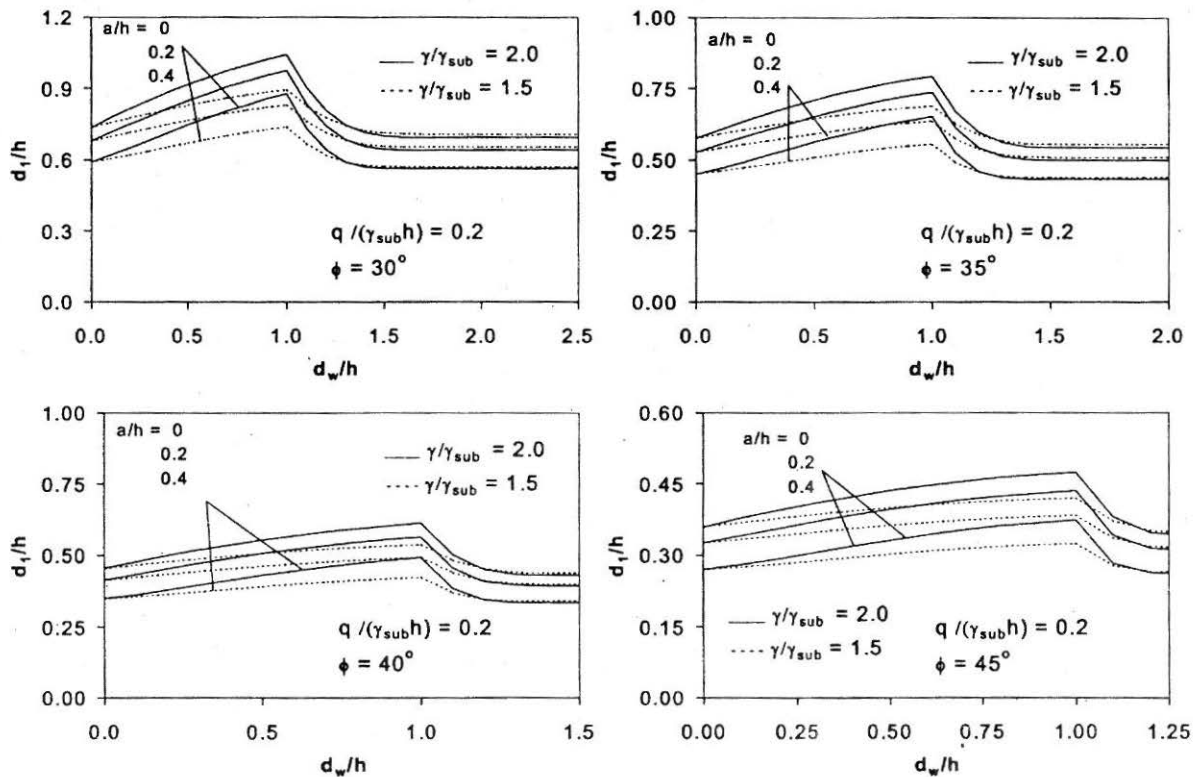 1.2
0.9
0.6
0.3
0.0
d₁/h
a/h = 0
0.2
0.4
γ/γsub = 2.0
γ/γsub = 1.5
q /(γsubh) = 0.2
ϕ = 30°
0.0 0.5 1.0 1.5 2.0 2.5
dw/h
1.00
0.75
0.50
0.25
0.00
d₁/h
a/h = 0
0.2
0.4
γ/γsub = 2.0
γ/γsub = 1.5
q /(γsubh) = 0.2
ϕ = 35°
0.0 0.5 1.0 1.5 2.0
dw/h
1.00
0.75
0.50
0.25
0.00
d₁/h
a/h = 0
0.2
0.4
γ/γsub = 2.0
γ/γsub = 1.5
q /(γsubh) = 0.2
ϕ = 40°
0.0 0.5 1.0 1.5
dw/h
0.60
0.45
0.30
0.15
0.00
d₁/h
a/h = 0
0.2
0.4
γ/γsub = 2.0
γ/γsub = 1.5
q /(γsubh) = 0.2
ϕ = 45°
0.00 0.25 0.50 0.75 1.00 1.25
dw/h